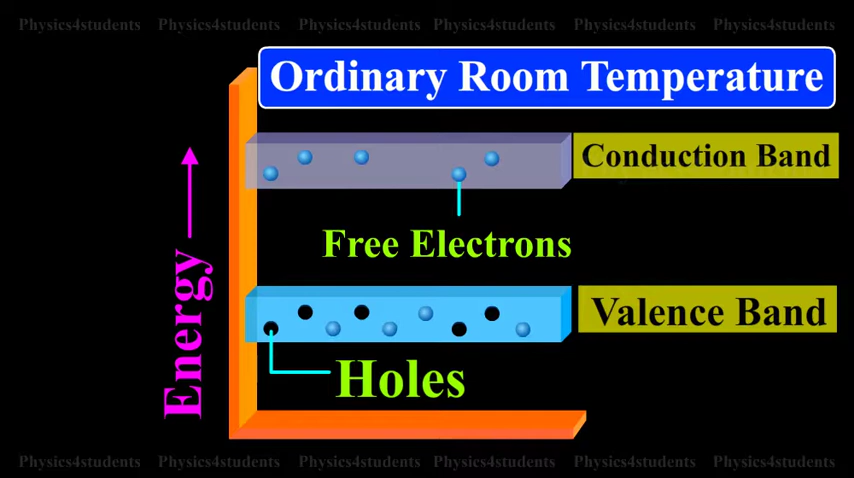 Physics4students Physics4students Physics4students Physics4students Physics4students Physics4students
Ordinary Room Temperature
Conduction Band
Free Electrons
Energy
Valence Band
Holes
Physics4students Physics4students Physics4students Physics4students Physics4students Physics4students